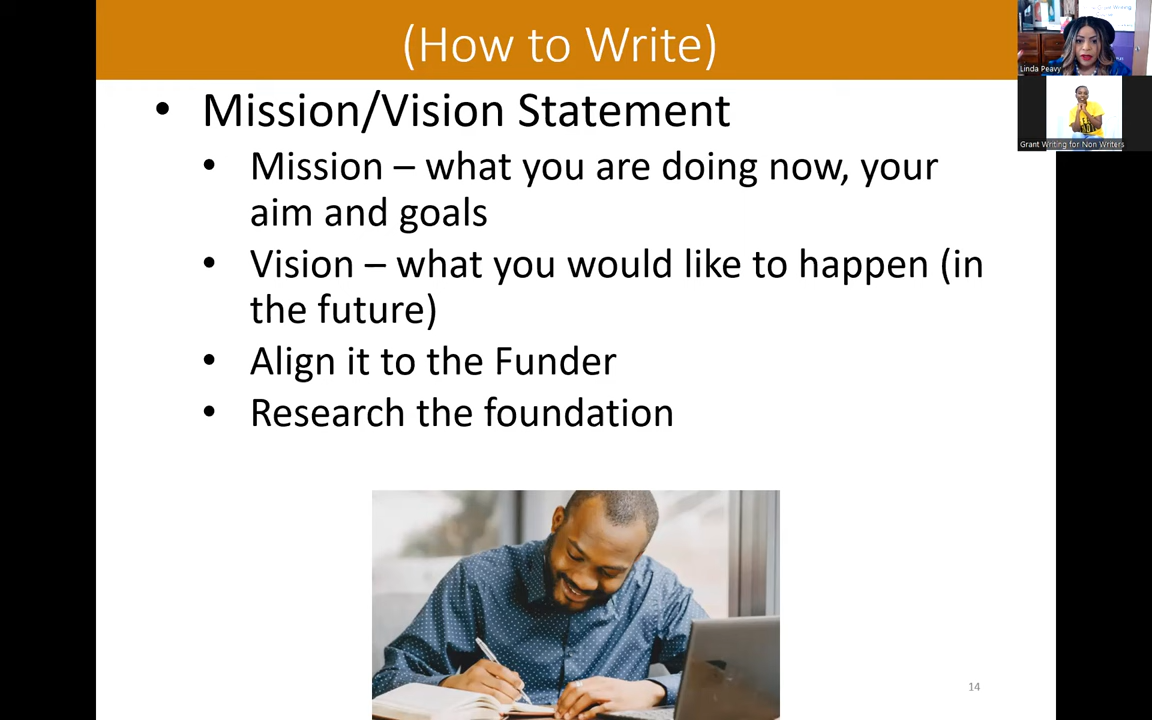 (How to Write)
• Mission/Vision Statement
• Mission – what you are doing now, your
aim and goals
• Vision – what you would like to happen (in
the future)
• Align it to the Funder
• Research the foundation
14
Linda Peavy
Grant Writing for Non Writers